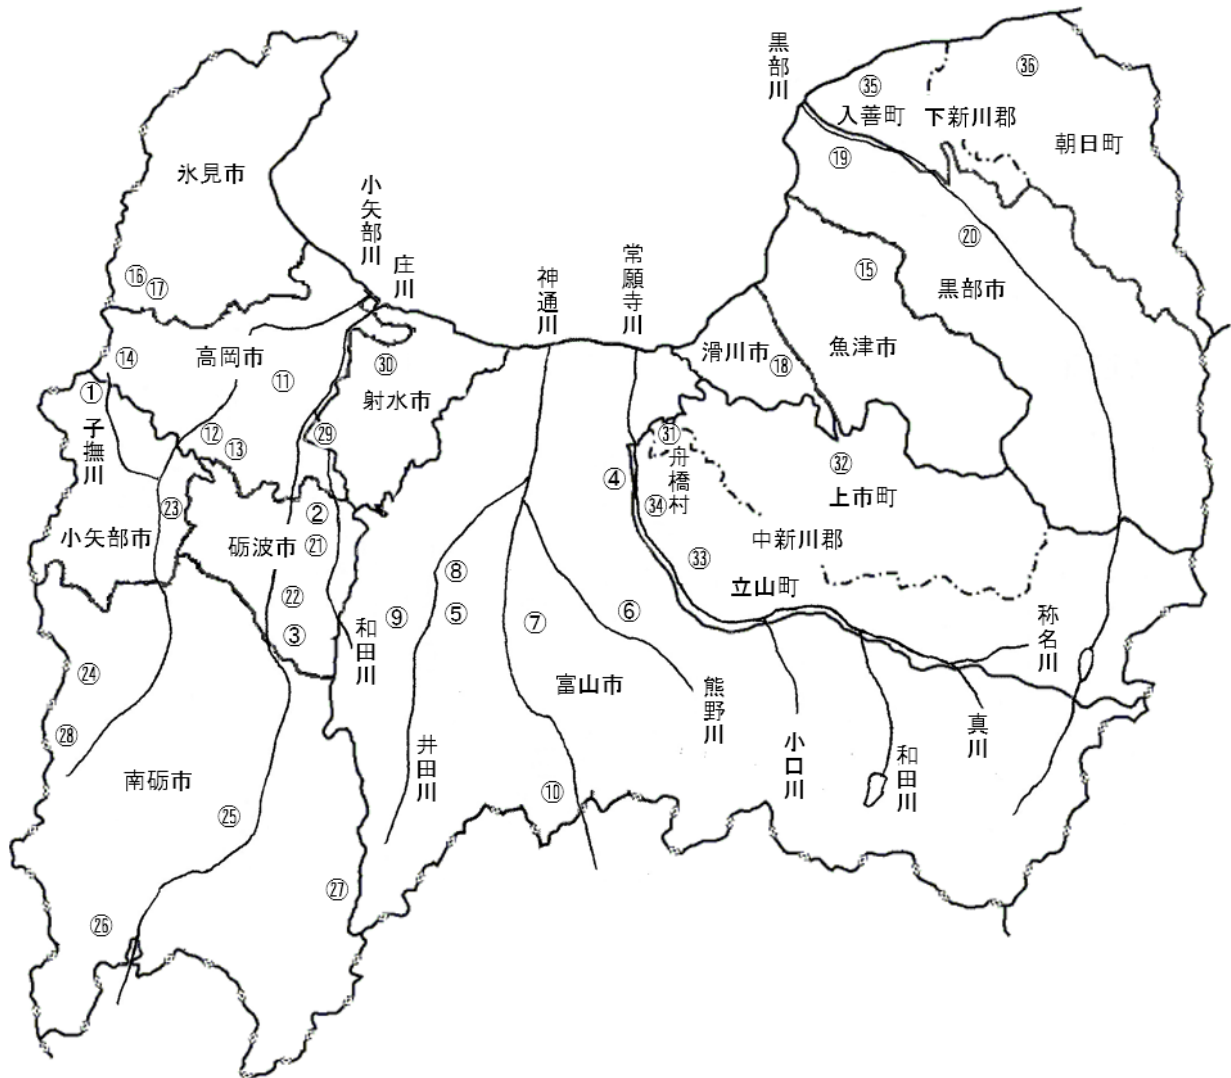 黒部川
㊱
㉟
入善町
下新川郡
朝日町
⑲
氷見市
小矢部川
庄川
神通川
常願寺川
⑳
⑮
黒部市
⑯
⑰
魚津市
滑川市
⑱
⑭
高岡市
⑪
㉚
射水市
①
子撫川
⑫
⑬
㉙
㉛
舟橋村
㉜
上市町
④
㉞
㉓
②
小矢部市
砺波市
㉑
中新川郡
㉝
立山町
⑧
㉒
③
和田川
⑨
⑤
⑦
⑥
称名川
㉔
富山市
熊野川
真川
㉘
井田川
小口川
和田川
南砺市
㉕
⑩
㉗
㉖